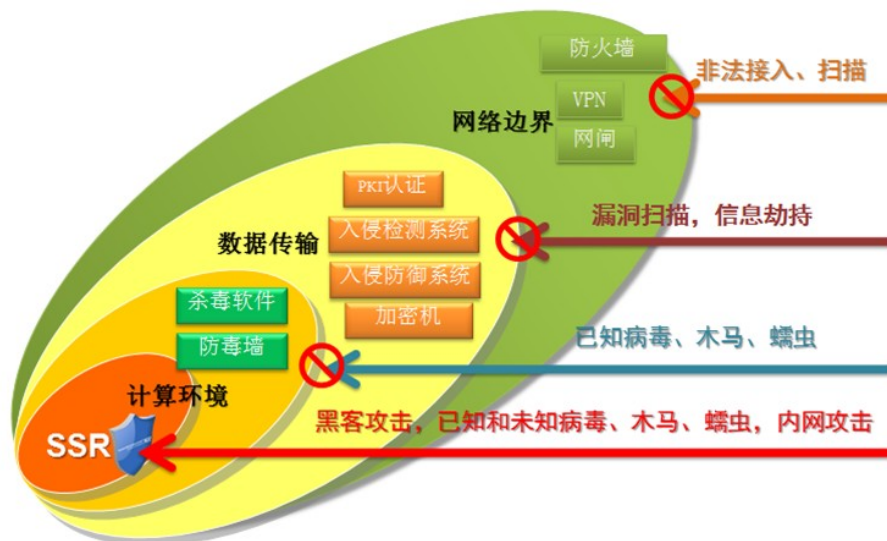 防火墙
非法接入、扫描
VPN
网络边界
网闸
PKI认证
漏洞扫描，信息劫持
入侵检测系统
数据传输
入侵防御系统
杀毒软件
加密机
已知病毒、木马、蠕虫
防毒墙
计算环境
黑客攻击，已知和未知病毒、木马、蠕虫，内网攻击
SSR